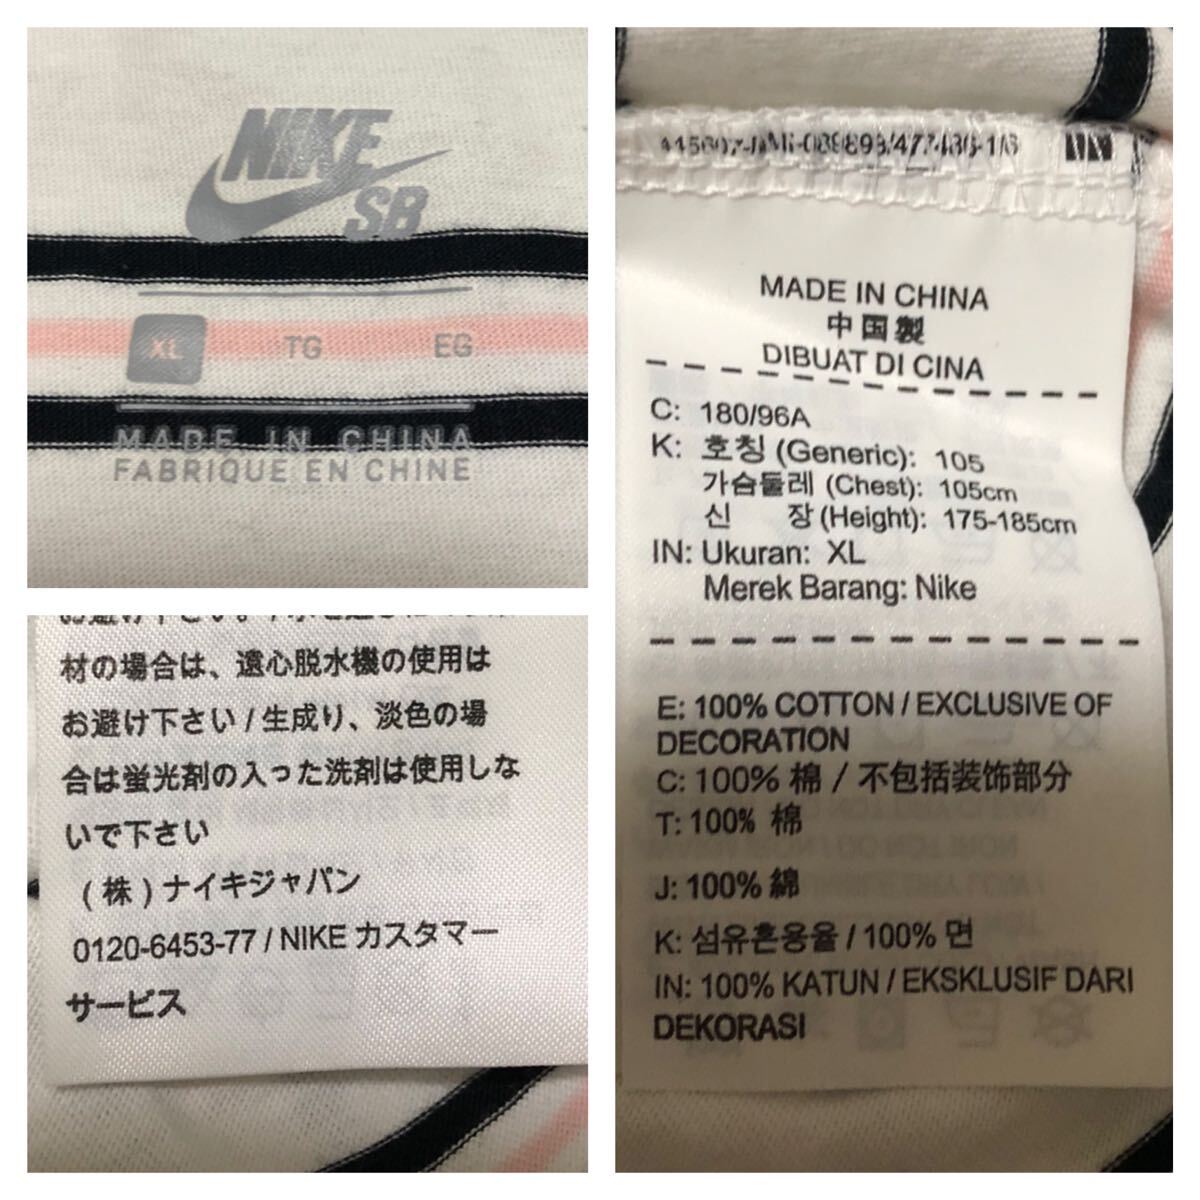 NIKE
SB
XL TG EG
MADE IN CHINA
FABRIQUE EN CHINE
材の場合は、遠心脱水機の使用は
お避け下さい / 生成り、淡色の場
合は蛍光剤の入った洗剤は使用しな
いで下さい
(株)ナイキジャパン
0120-6453-77 / NIKE カスタマー
サービス
MADE IN CHINA
中国製
DIBUAT DI CINA
C: 180/96A
K: 호칭 (Generic): 105
가슴둘레 (Chest): 105cm
신 장 (Height): 175-185cm
IN: Ukuran: XL
Merek Barang: Nike
E: 100% COTTON / EXCLUSIVE OF
DECORATION
C: 100% 棉 / 不包括装饰部分
T: 100% 棉
J: 100% 綿
K: 섬유혼용율 / 100% 면
IN: 100% KATUN / EKSKLUSIF DARI
DEKORASI